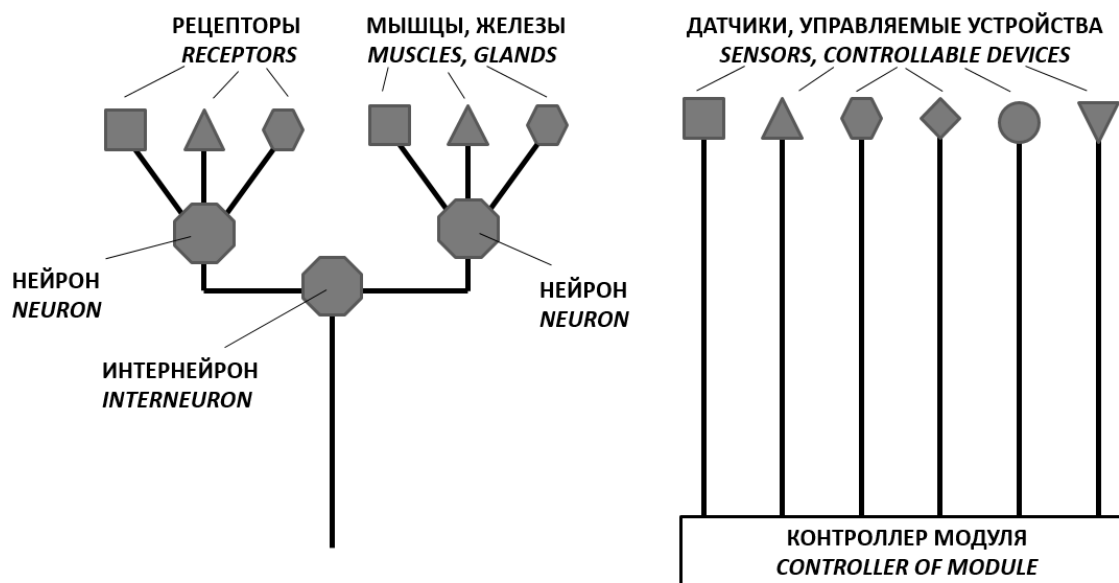 РЕЦЕПТОРЫ
RECEPTORS
МЫШЦЫ, ЖЕЛЕЗЫ
MUSCLES, GLANDS
ДАТЧИКИ, УПРАВЛЯЕМЫЕ УСТРОЙСТВА
SENSORS, CONTROLLABLE DEVICES
НЕЙРОН
NEURON
НЕЙРОН
NEURON
ИНТЕРНЕЙРОН
INTERNEURON
КОНТРОЛЛЕР МОДУЛЯ
CONTROLLER OF MODULE